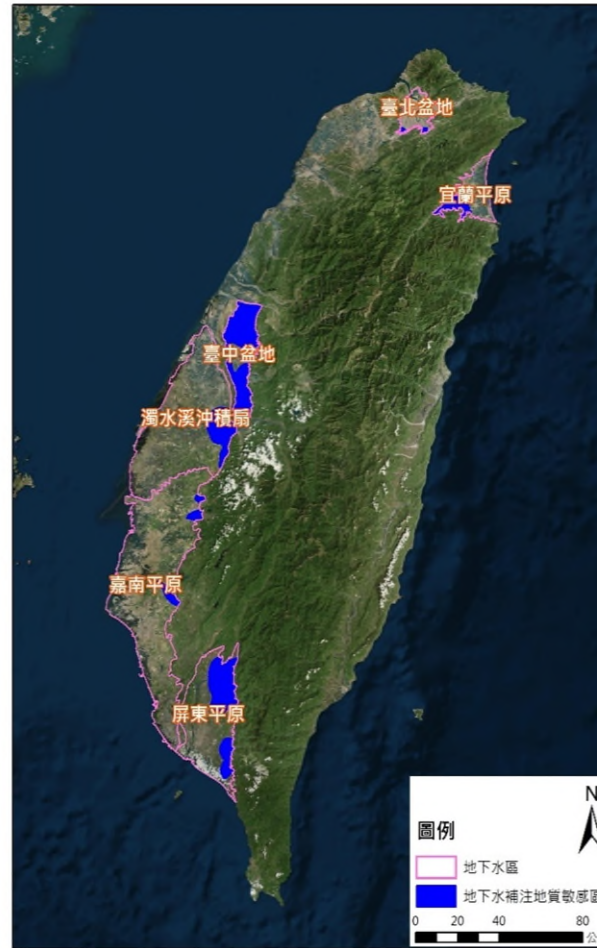 臺北盆地
宜蘭平原
臺中盆地
濁水溪沖積扇
嘉南平原
屏東平原
N
圖例
地下水區
地下水補注地質敏感區
0 20 40 80
公